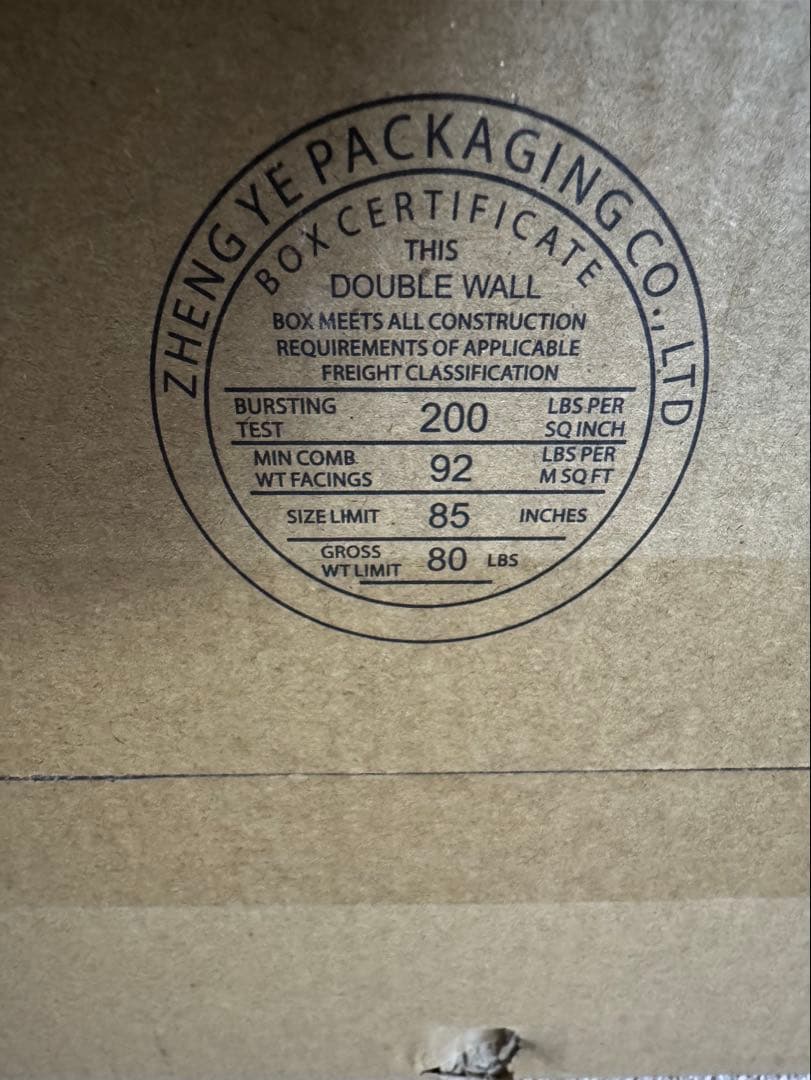 ZHENG YE PACKAGING CO., LTD
BOX CERTIFICATE
THIS
DOUBLE WALL
BOX MEETS ALL CONSTRUCTION
REQUIREMENTS OF APPLICABLE
FREIGHT CLASSIFICATION
BURSTING TEST 200 LBS PER SQ INCH
MIN COMB WT FACINGS 92 LBS PER M SQ FT
SIZE LIMIT 85 INCHES
GROSS WT LIMIT 80 LBS